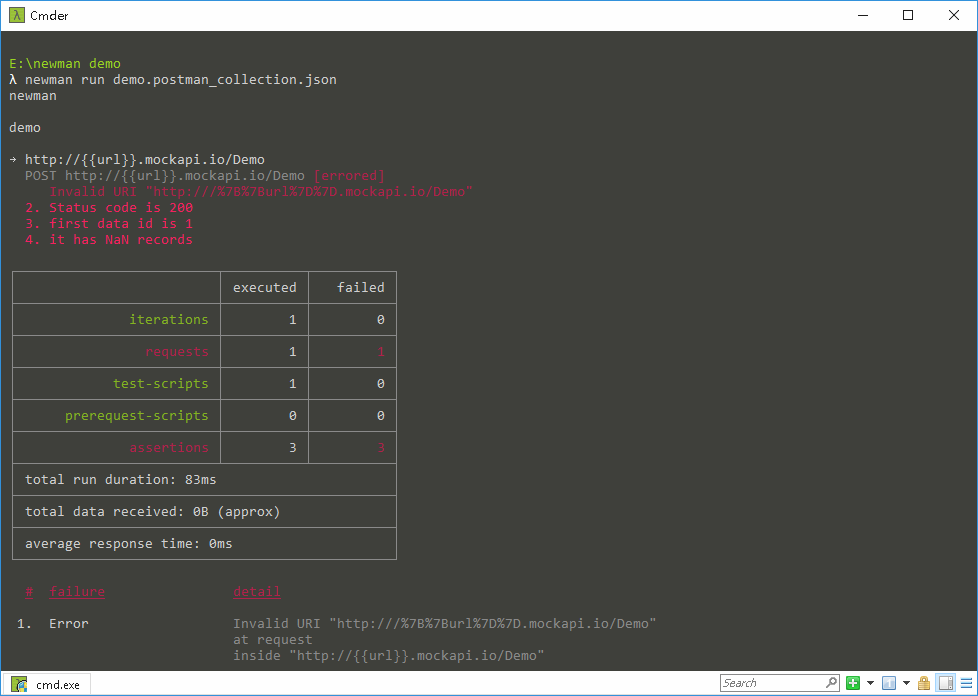 λ Cmder
E:\newman demo
λ newman run demo.postman_collection.json
newman
demo
→ http://{{url}}.mockapi.io/Demo
POST http://{{url}}.mockapi.io/Demo [errored]
Invalid URI "http:///%7B%7Burl%7D%7D.mockapi.io/Demo"
2. Status code is 200
3. first data id is 1
4. it has NaN records
executed failed
iterations 1 0
requests 1 1
test-scripts 1 0
prerequest-scripts 0 0
assertions 3 3
total run duration: 83ms
total data received: 0B (approx)
average response time: 0ms
# failure detail
1. Error Invalid URI "http:///%7B%7Burl%7D%7D.mockapi.io/Demo"
at request
inside "http://{{url}}.mockapi.io/Demo"
cmd.exe Search